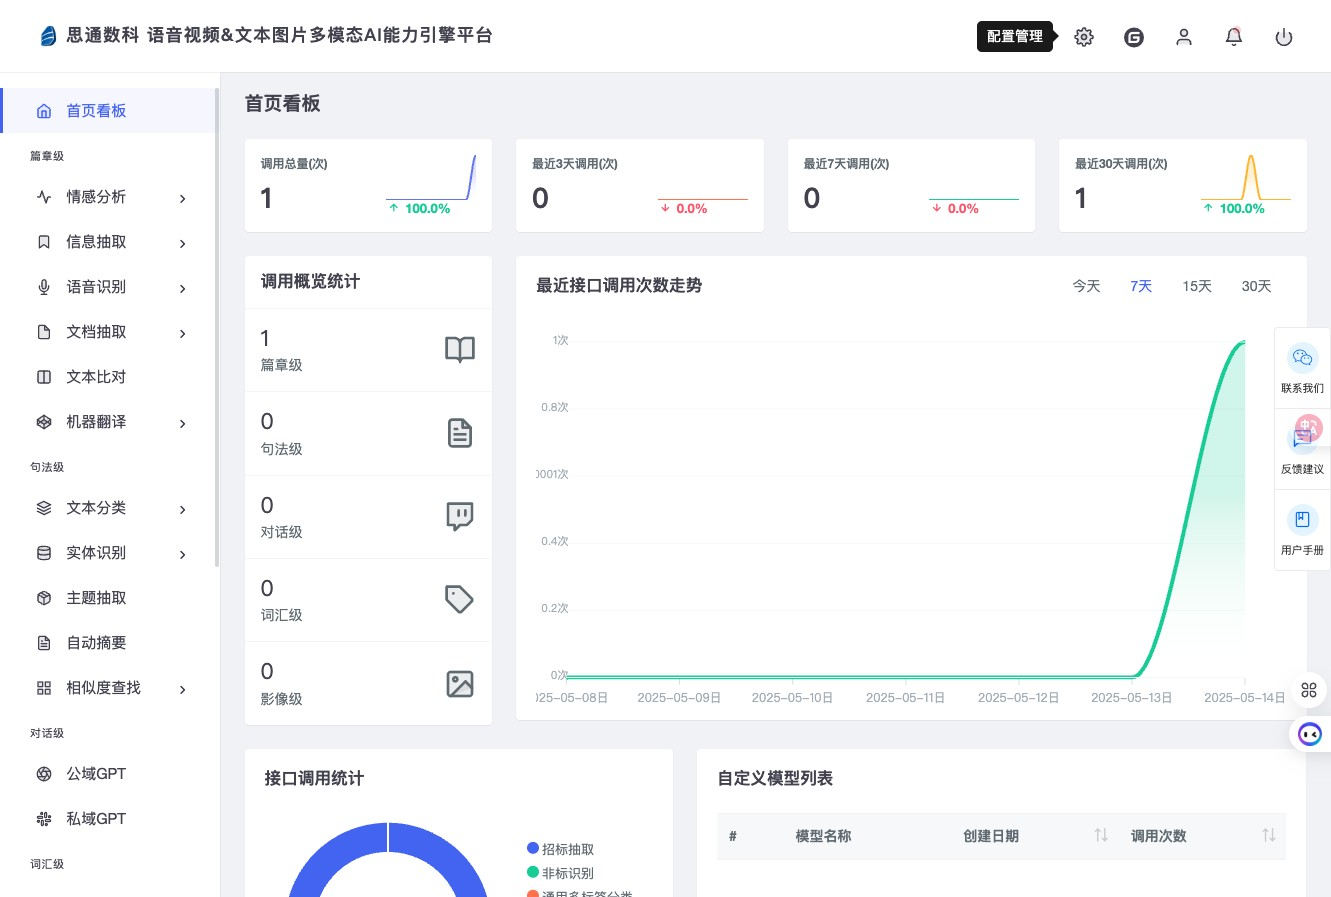 思通数科 语音视频&文本图片多模态AI能力引擎平台
配置管理
首页看板
篇章级
情感分析
信息抽取
语音识别
文档抽取
文本比对
机器翻译
句法级
文本分类
实体识别
主题抽取
自动摘要
相似度查找
对话级
公域GPT
私域GPT
词汇级
首页看板
调用总量(次)
1
100.0%
最近3天调用(次)
0
0.0%
最近7天调用(次)
0
0.0%
最近30天调用(次)
1
100.0%
调用概览统计
1
篇章级
0
句法级
0
对话级
0
词汇级
0
影像级
最近接口调用次数走势
今天 7天 15天 30天
1次
0.8次
0001次
0.4次
0.2次
0次
025-05-08日 2025-05-09日 2025-05-10日 2025-05-11日 2025-05-12日 2025-05-13日 2025-05-14日
联系我们
反馈建议
用户手册
接口调用统计
招标抽取
非标识别
通用多标签分类
自定义模型列表
# 模型名称 创建日期 调用次数